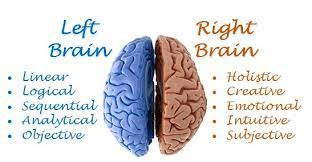 Left
Brain
Linear
Logical
Sequential
Analytical
Objective
Right
Brain
Holistic
Creative
Emotional
Intuitive
Subjective